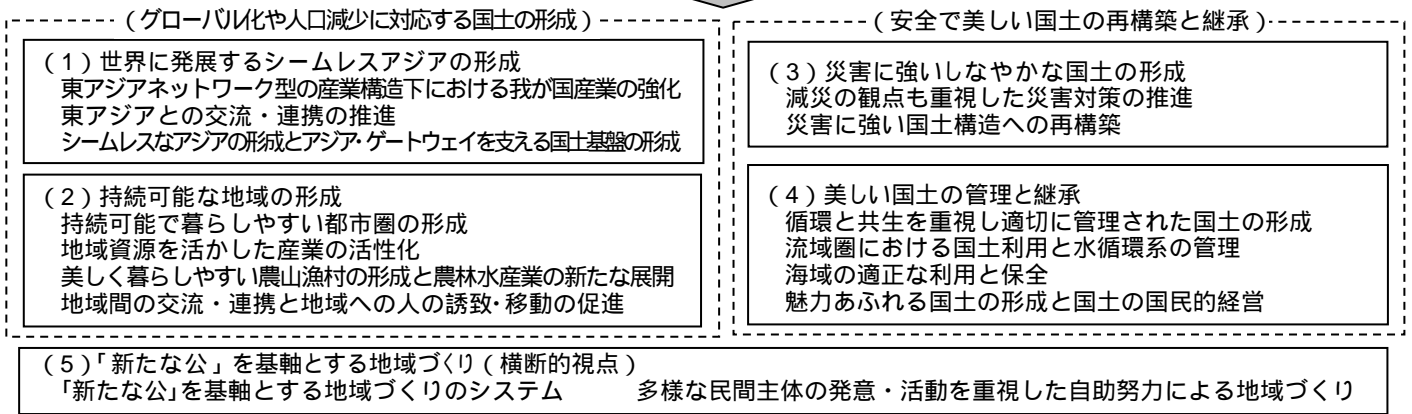 （グローバル化や人口減少に対応する国土の形成）
（１）世界に発展するシームレスアジアの形成
東アジアネットワーク型の産業構造下における我が国産業の強化
東アジアとの交流・連携の推進
シームレスなアジアの形成とアジア・ゲートウェイを支える国土基盤の形成
（２）持続可能な地域の形成
持続可能で暮らしやすい都市圏の形成
地域資源を活かした産業の活性化
美しく暮らしやすい農山漁村の形成と農林水産業の新たな展開
地域間の交流・連携と地域への人の誘致・移動の促進
（安全で美しい国土の再構築と継承）
（３）災害に強いしなやかな国土の形成
減災の観点も重視した災害対策の推進
災害に強い国土構造への再構築
（４）美しい国土の管理と継承
循環と共生を重視し適切に管理された国土の形成
流域圏における国土利用と水循環系の管理
海域の適正な利用と保全
魅力あふれる国土の形成と国土の国民的経営
（５）「新たな公」を基軸とする地域づくり（横断的視点）
「新たな公」を基軸とする地域づくりのシステム　多様な民間主体の発意・活動を重視した自助努力による地域づくり